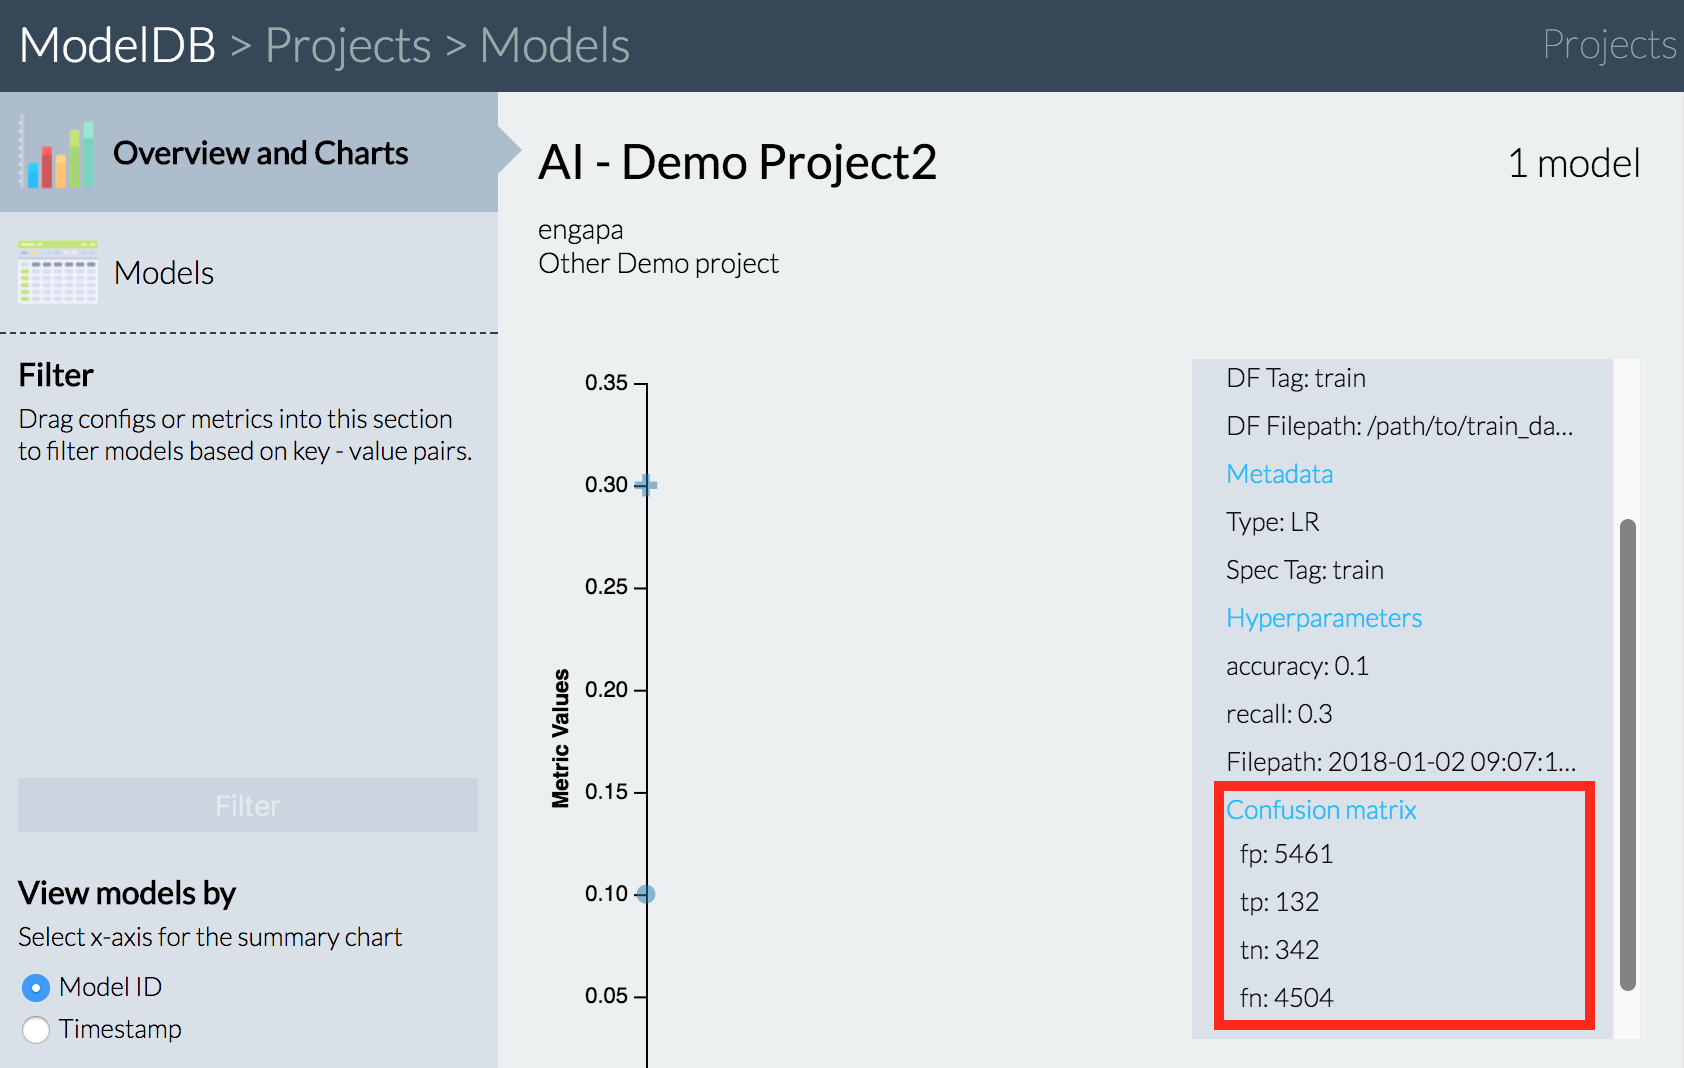 ModelDB > Projects > Models
Projects
Overview and Charts
Models
Filter
Drag configs or metrics into this section
to filter models based on key - value pairs.
Filter
View models by
Select x-axis for the summary chart
Model ID
Timestamp
AI - Demo Project2
1 model
engapa
Other Demo project
Metric Values
0.35
0.30
0.25
0.20
0.15
0.10
0.05
DF Tag: train
DF Filepath: /path/to/train_da...
Metadata
Type: LR
Spec Tag: train
Hyperparameters
accuracy: 0.1
recall: 0.3
Filepath: 2018-01-02 09:07:1...
Confusion matrix
fp: 5461
tp: 132
tn: 342
fn: 4504